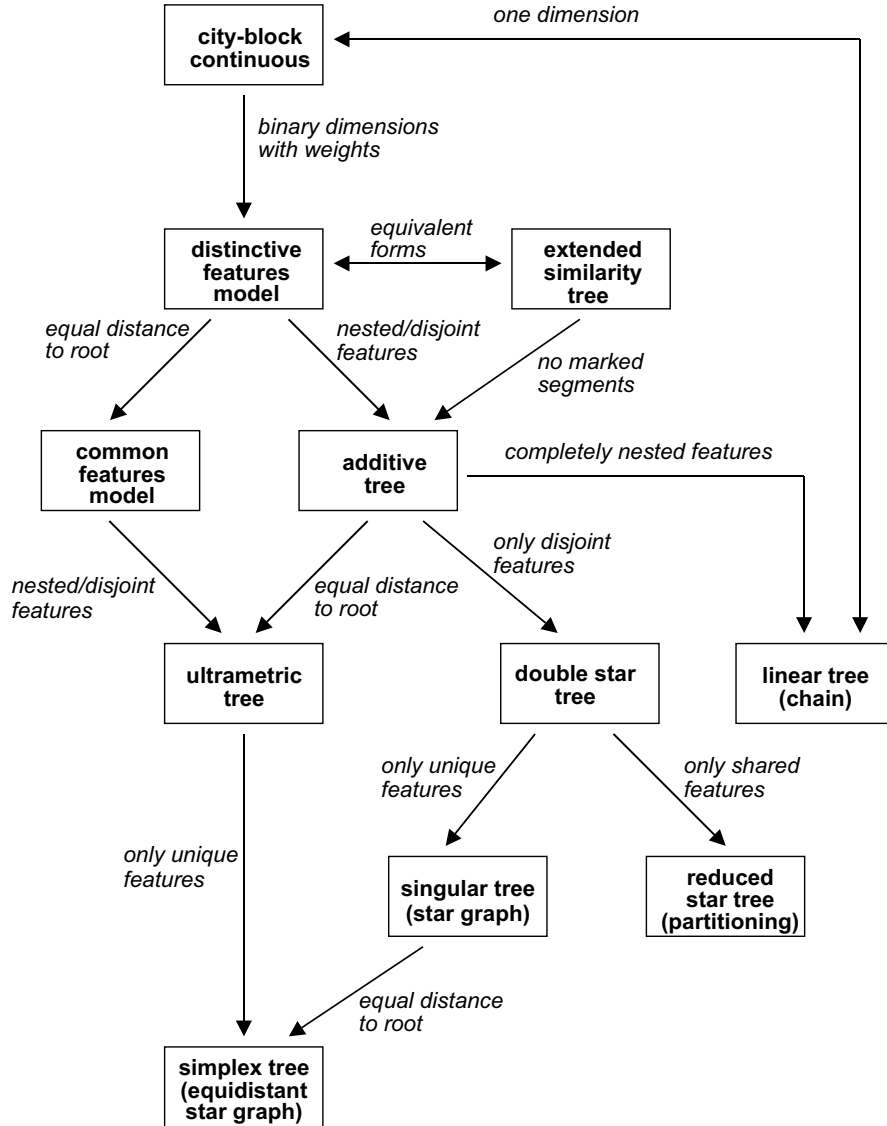 one dimension
city-block
continuous
binary dimensions
with weights
distinctive
features
model
equivalent
forms
extended
similarity
tree
equal distance
to root
nested/disjoint
features
no marked
segments
common
features
model
additive
tree
completely nested features
nested/disjoint
features
equal distance
to root
only disjoint
features
ultrametric
tree
double star
tree
linear tree
(chain)
only unique
features
only shared
features
only unique
features
singular tree
(star graph)
reduced
star tree
(partitioning)
equal distance
to root
simplex tree
(equidistant
star graph)